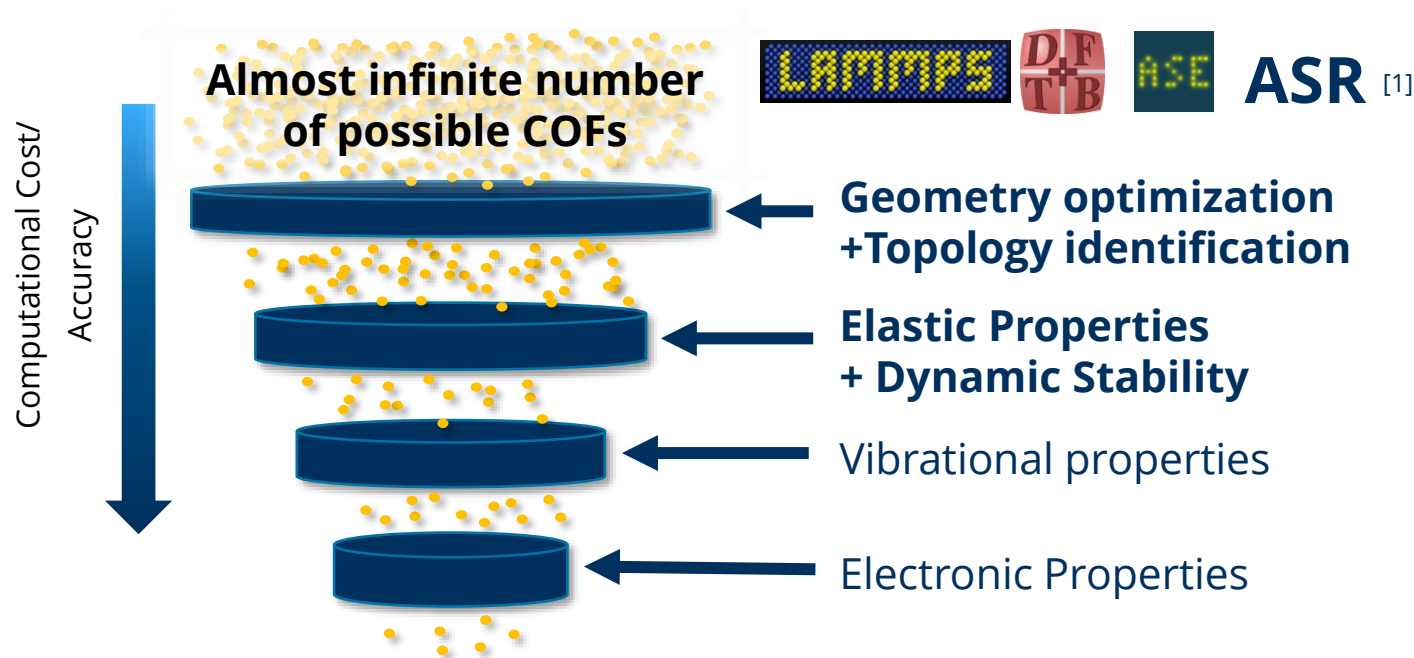 Almost infinite number
of possible COFs
LAMMPS
D F
T B
ASE
ASR [1]
Computational Cost/
Accuracy
Geometry optimization
+Topology identification
Elastic Properties
+ Dynamic Stability
Vibrational properties
Electronic Properties